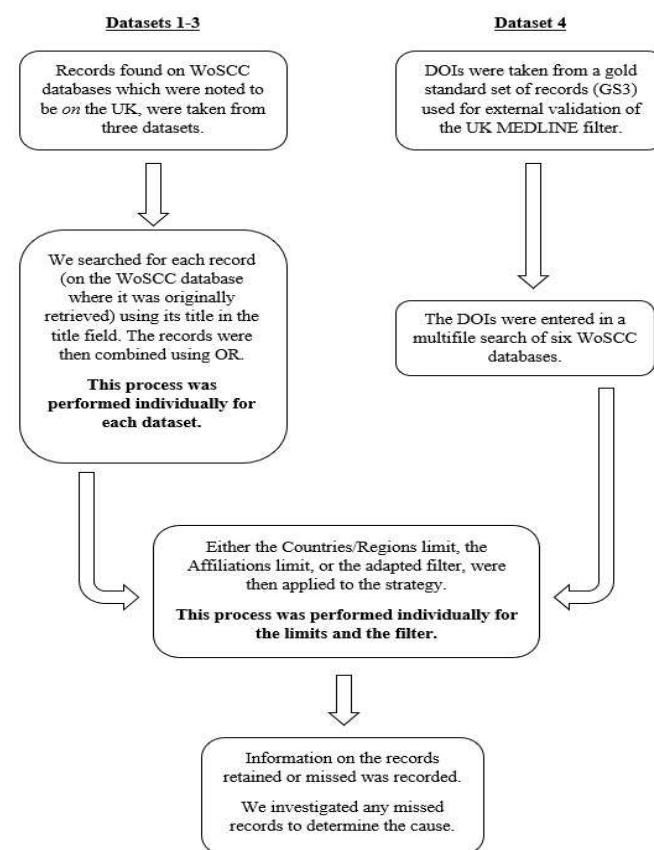 Datasets 1-3
Records found on WoSCC
databases which were noted to
be on the UK, were taken from
three datasets.
We searched for each record
(on the WoSCC database
where it was originally
retrieved) using its title in the
title field. The records were
then combined using OR.
This process was
performed individually for
each dataset.
Dataset 4
DOIs were taken from a gold
standard set of records (GS3)
used for external validation of
the UK MEDLINE filter.
The DOIs were entered in a
multifile search of six WoSCC
databases.
Either the Countries/Regions limit, the
Affiliations limit, or the adapted filter, were
then applied to the strategy.
This process was performed individually for
the limits and the filter.
Information on the records
retained or missed was recorded.
We investigated any missed
records to determine the cause.